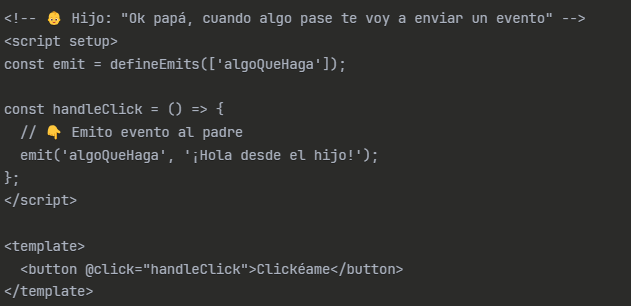 <!-- 👶 Hijo: "Ok papá, cuando algo pase te voy a enviar un evento" -->
<script setup>
const emit = defineEmits(['algoQueHaga']);

const handleClick = () => {
  // 👇 Emito evento al padre
  emit('algoQueHaga', '¡Hola desde el hijo!');
};
</script>

<template>
  <button @click="handleClick">Clickéame</button>
</template>